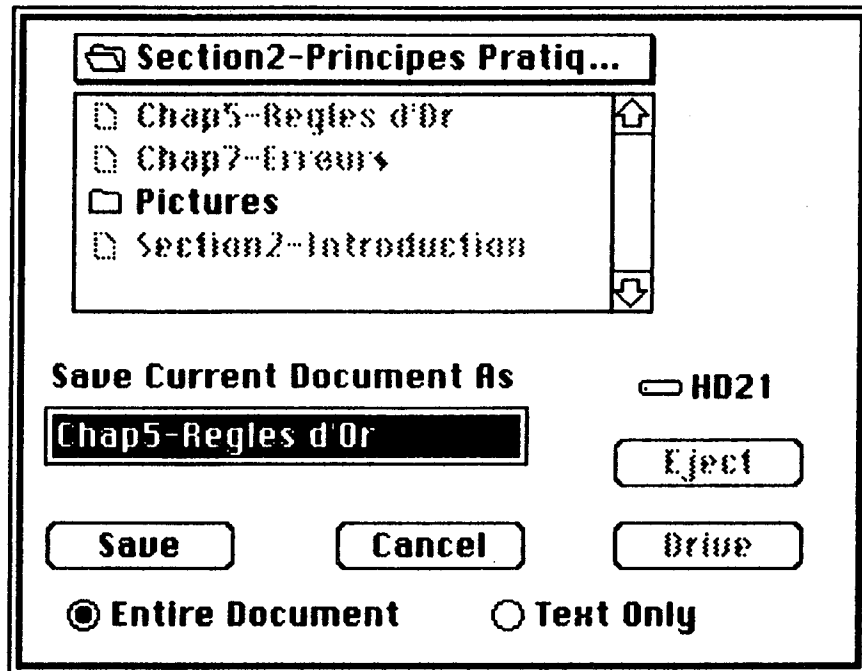 Section2-Principes Pratiq...
Chap5-Regles d'Or
Chap7-Erreurs
Pictures
Section2-Introduction
Save Current Document As
HD21
Chap5-Regles d'Or
Eject
Save
Cancel
Drive
Entire Document
Text Only